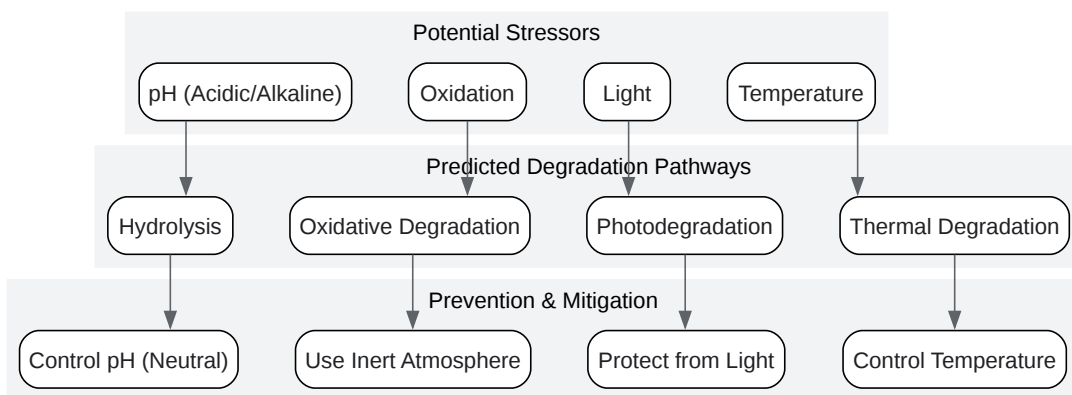 Potential Stressors
pH (Acidic/Alkaline)
Oxidation
Light
Temperature
Predicted Degradation Pathways
Hydrolysis
Oxidative Degradation
Photodegradation
Thermal Degradation
Prevention & Mitigation
Control pH (Neutral)
Use Inert Atmosphere
Protect from Light
Control Temperature